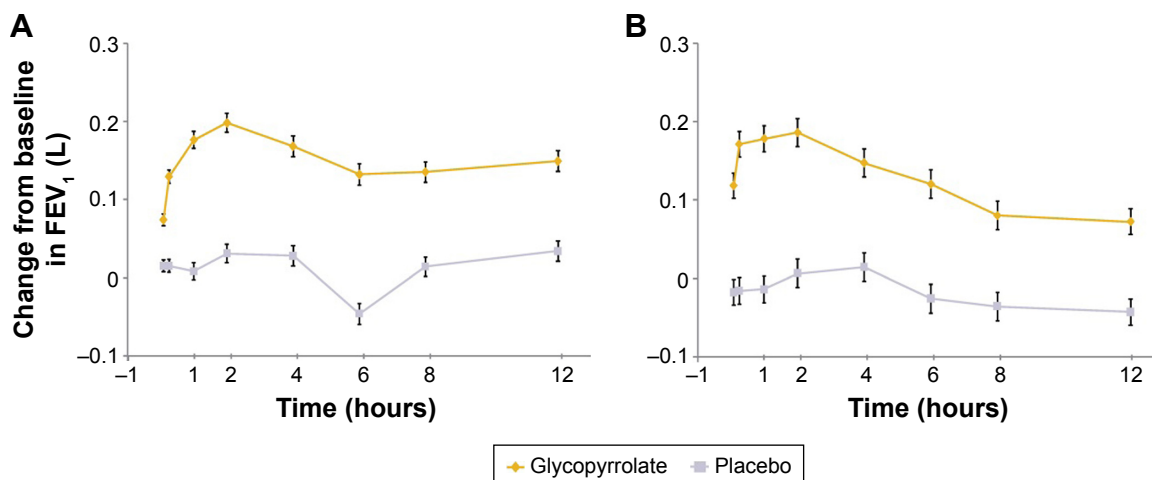 A
Change from baseline
in FEV₁ (L)
0.3
0.2
0.1
0
–0.1
–1 1 2 4 6 8 12
Time (hours)
B
0.3
0.2
0.1
0
–0.1
–1 1 2 4 6 8 12
Time (hours)
Glycopyrrolate Placebo